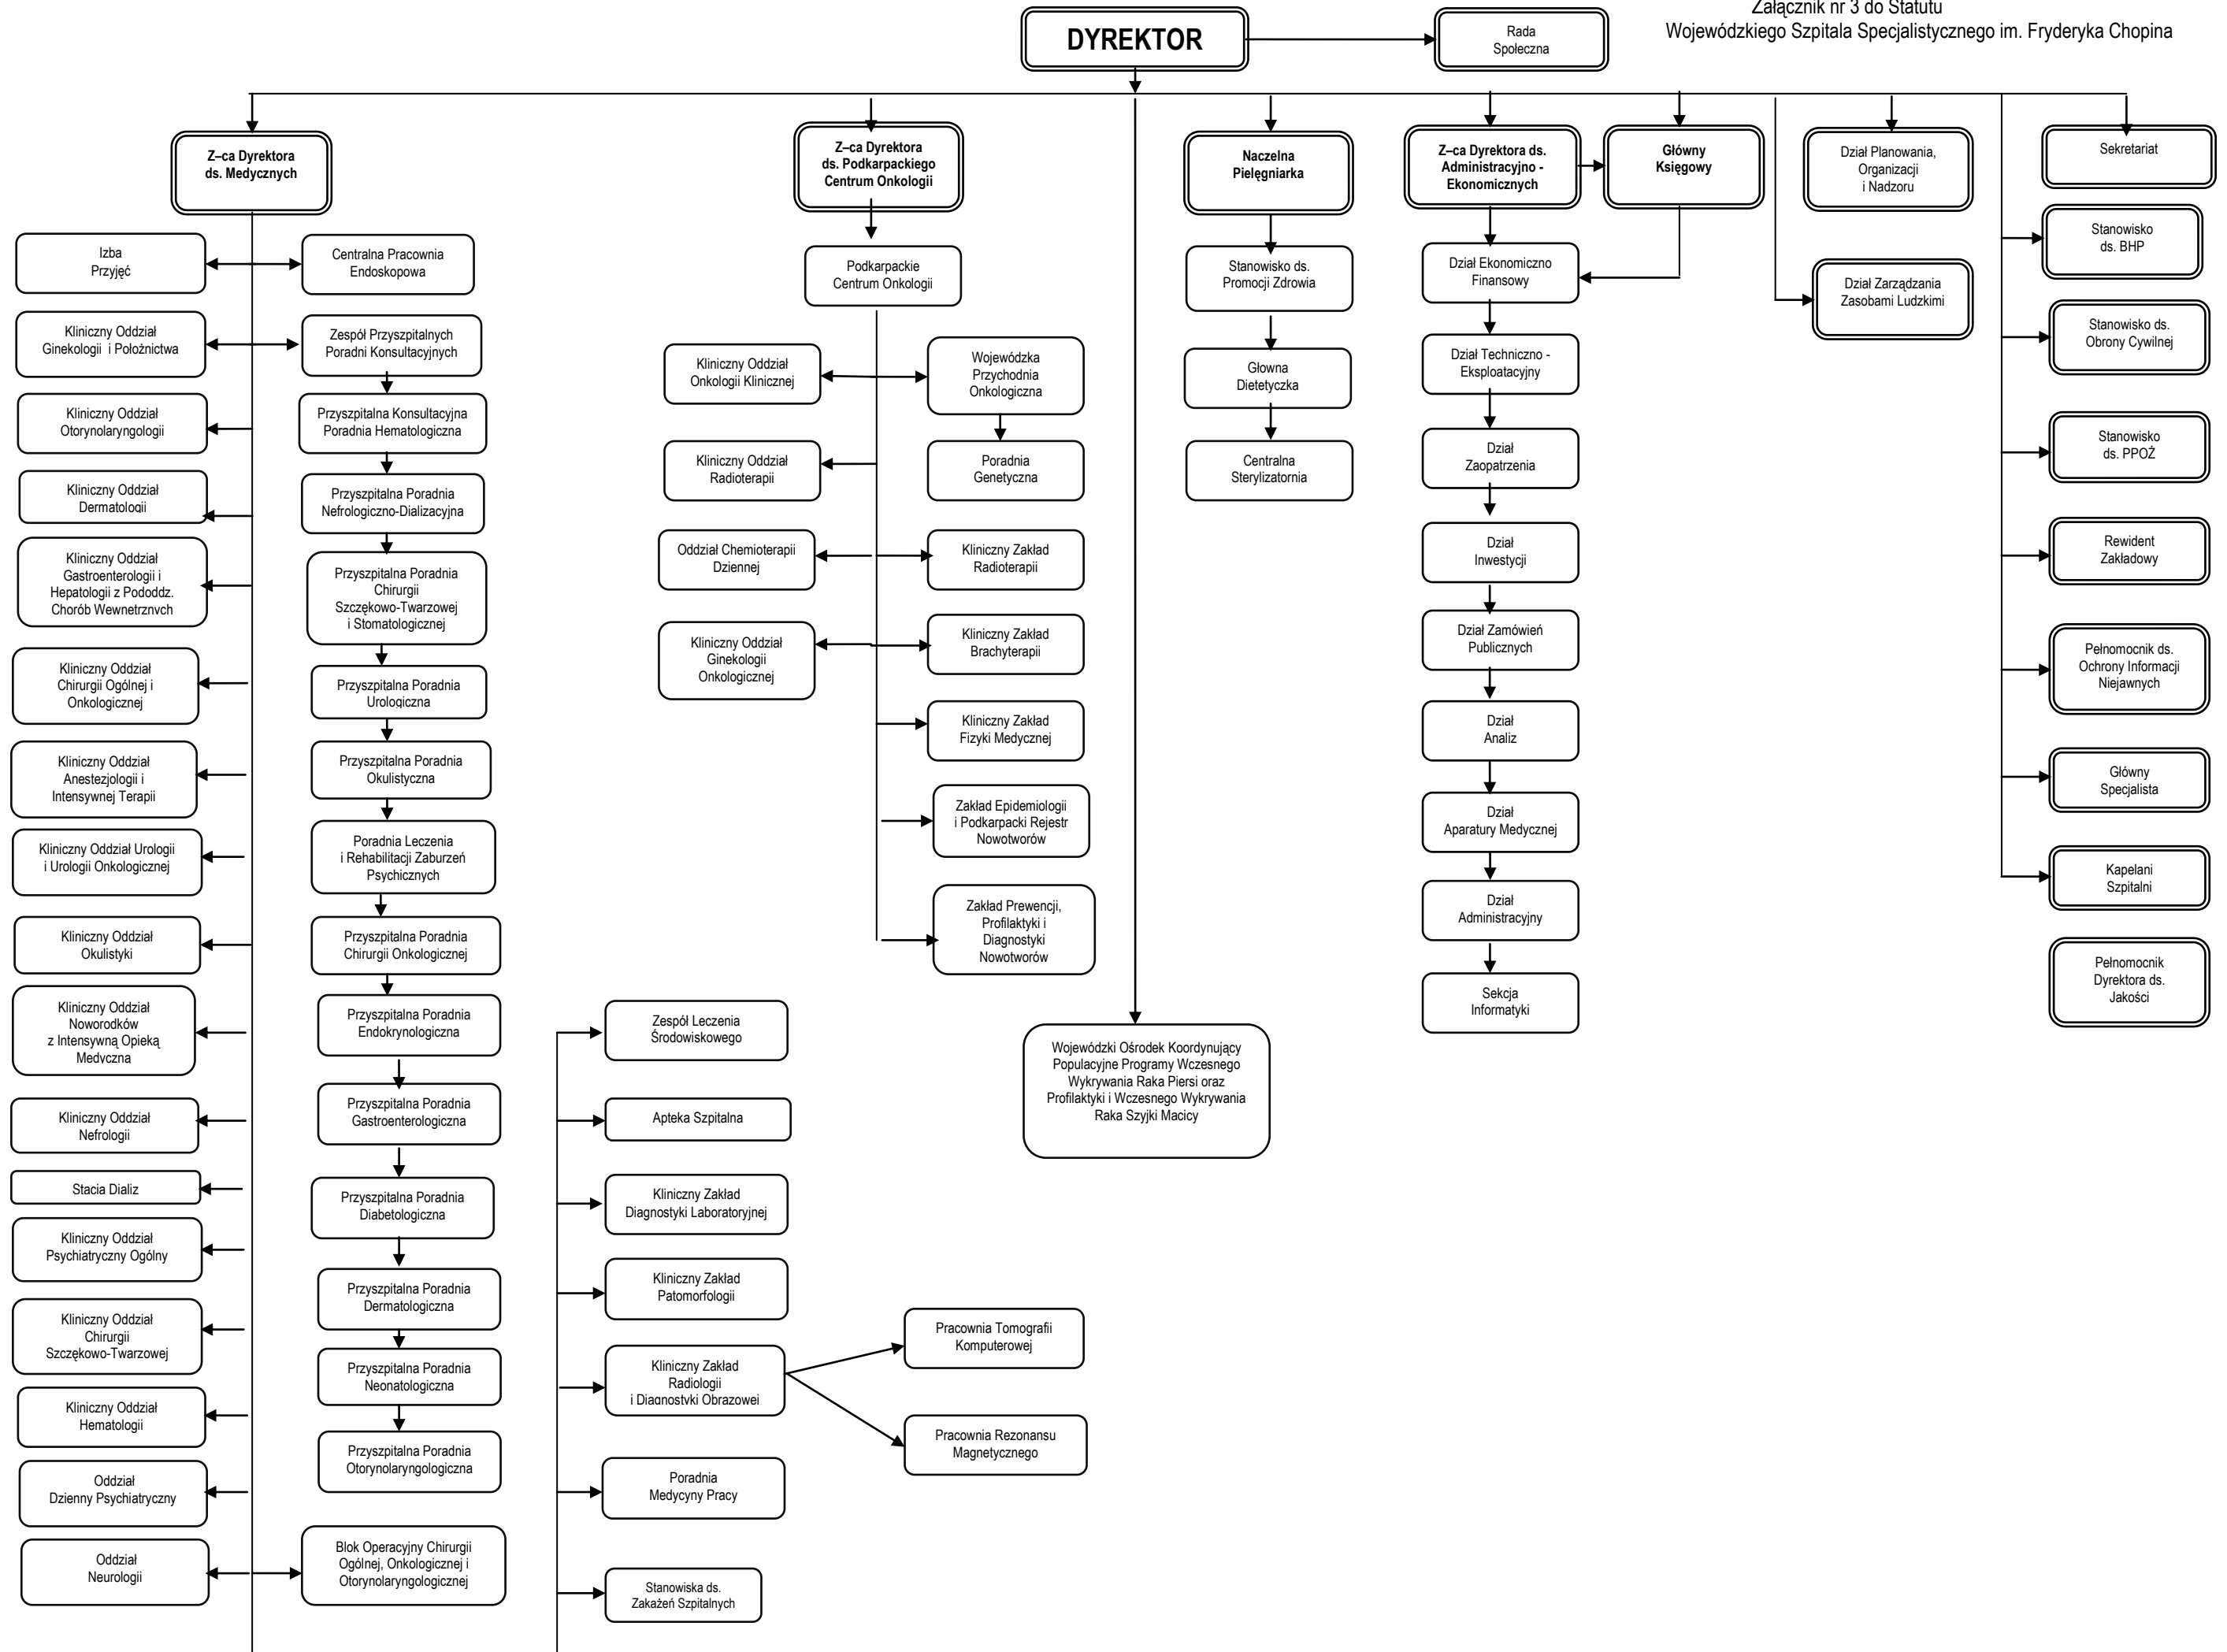 Załącznik nr 3 do Statutu
Wojewódzkiego Szpitala Specjalistycznego im. Fryderyka Chopina
DYREKTOR
Rada
Społeczna
Z–ca Dyrektora
ds. Medycznych
Z–ca Dyrektora
ds. Podkarpackiego
Centrum Onkologii
Naczelna
Pielęgniarka
Z–ca Dyrektora ds.
Administracyjno -
Ekonomicznych
Główny
Księgowy
Dział Planowania,
Organizacji
i Nadzoru
Sekretariat
Izba
Przyjęć
Kliniczny Oddział
Ginekologii i Położnictwa
Kliniczny Oddział
Otorynolaryngologii
Kliniczny Oddział
Dermatologii
Kliniczny Oddział
Gastroenterologii i
Hepatologii z Pododdz.
Chorób Wewnetrznvch
Kliniczny Oddział
Chirurgii Ogólnej i
Onkologicznej
Kliniczny Oddział
Anestezjologii i
Intensywnej Terapii
Kliniczny Oddział Urologii
i Urologii Onkologicznej
Kliniczny Oddział
Okulistyki
Kliniczny Oddział
Noworodków
z Intensywną Opieką
Medvczna
Kliniczny Oddział
Nefrologii
Stacia Dializ
Kliniczny Oddział
Psychiatryczny Ogólny
Kliniczny Oddział
Chirurgii
Szczękowo-Twarzowej
Kliniczny Oddział
Hematologii
Oddział
Dzienny Psychiatryczny
Oddział
Neurologii
Centralna Pracownia
Endoskopowa
Zespół Przyszpitalnych
Poradni Konsultacyjnych
Przyszpitalna Konsultacyjna
Poradnia Hematologiczna
Przyszpitalna Poradnia
Nefrologiczno-Dializacyjna
Przyszpitalna Poradnia
Chirurgii
Szczękowo-Twarzowej
i Stomatologicznej
Przyszpitalna Poradnia
Urologiczna
Przyszpitalna Poradnia
Okulistyczna
Poradnia Leczenia
i Rehabilitacji Zaburzeń
Psychicznych
Przyszpitalna Poradnia
Chirurgii Onkologicznej
Przyszpitalna Poradnia
Endokrynologiczna
Przyszpitalna Poradnia
Gastroenterologiczna
Przyszpitalna Poradnia
Diabetologiczna
Przyszpitalna Poradnia
Dermatologiczna
Przyszpitalna Poradnia
Neonatologiczna
Przyszpitalna Poradnia
Otorynolaryngologiczna
Blok Operacyjny Chirurgii
Ogólnej, Onkologicznej i
Otorynolaryngologicznej
Zespół Leczenia
Środowiskowego
Apteka Szpitalna
Kliniczny Zakład
Diagnostyki Laboratoryjnej
Kliniczny Zakład
Patomorfologii
Kliniczny Zakład
Radiologii
i Diagnostvki Obrazowei
Poradnia
Medycyny Pracy
Stanowiska ds.
Zakażeń Szpitalnych
Pracownia Tomografii
Komputerowej
Pracownia Rezonansu
Magnetycznego
Podkarpackie
Centrum Onkologii
Kliniczny Oddział
Onkologii Klinicznej
Kliniczny Oddział
Radioterapii
Oddział Chemioterapii
Dziennej
Kliniczny Oddział
Ginekologii
Onkologicznej
Wojewódzka
Przychodnia
Onkologiczna
Poradnia
Genetyczna
Kliniczny Zakład
Radioterapii
Kliniczny Zakład
Brachyterapii
Kliniczny Zakład
Fizyki Medycznej
Zakład Epidemiologii
i Podkarpacki Rejestr
Nowotworów
Zakład Prewencji,
Profilaktyki i
Diagnostyki
Nowotworów
Wojewódzki Ośrodek Koordynujący
Populacyjne Programy Wczesnego
Wykrywania Raka Piersi oraz
Profilaktyki i Wczesnego Wykrywania
Raka Szyjki Macicy
Stanowisko ds.
Promocji Zdrowia
Głowna
Dietetyczka
Centralna
Sterylizatornia
Dział Ekonomiczno
Finansowy
Dział Techniczno -
Eksploatacyjny
Dział
Zaopatrzenia
Dział
Inwestycji
Dział Zamówień
Publicznych
Dział
Analiz
Dział
Aparatury Medycznej
Dział
Administracyjny
Sekcja
Informatyki
Dział Zarządzania
Zasobami Ludzkimi
Stanowisko
ds. BHP
Stanowisko ds.
Obrony Cywilnej
Stanowisko
ds. PPOŻ
Rewident
Zakładowy
Pełnomocnik ds.
Ochrony Informacji
Niejawnych
Główny
Specjalista
Kapelani
Szpitalni
Pełnomocnik
Dyrektora ds.
Jakości